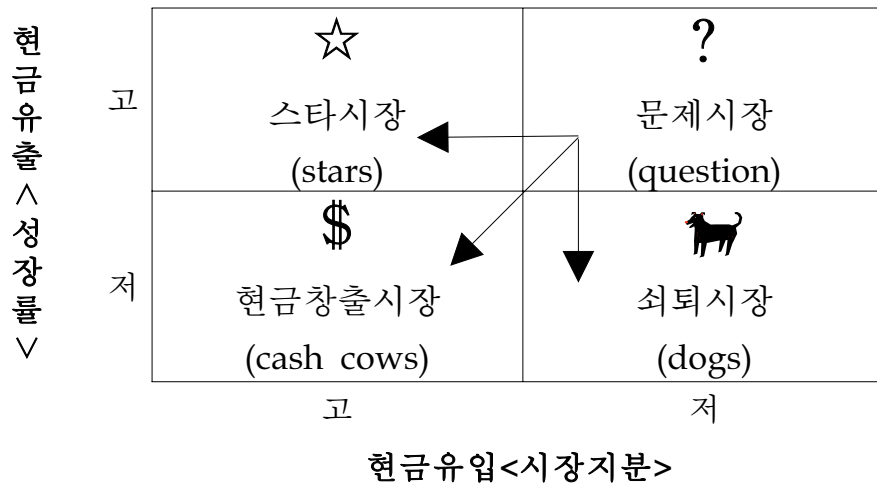 현금유출<성장률>
고
☆
스타시장
(stars)
?
문제시장
(question)
저
$
현금창출시장
(cash cows)
쇠퇴시장
(dogs)
고
저
현금유입<시장지분>